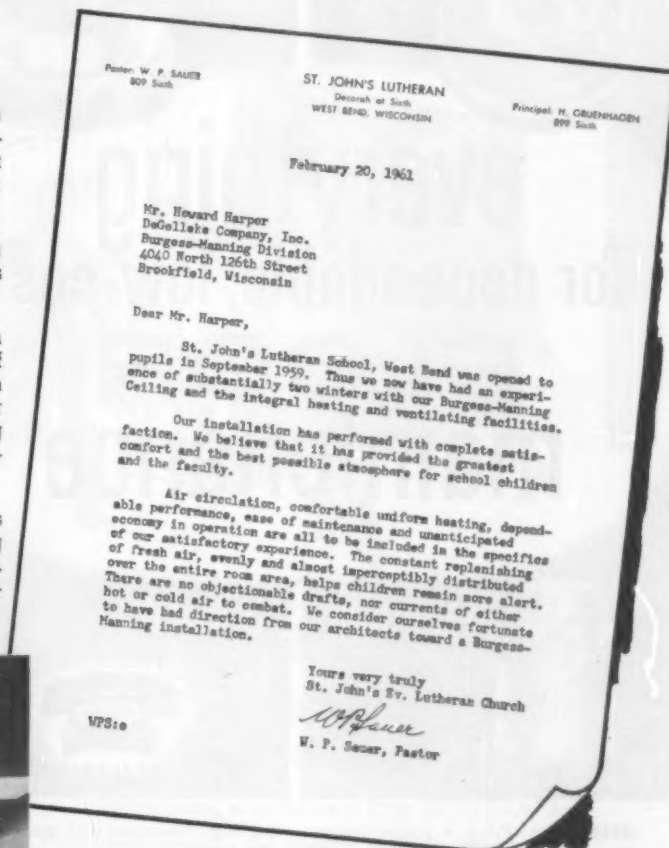 Pastor: W. P. SAUER
809 Sixth
ST. JOHN'S LUTHERAN
Decorah at Sixth
WEST BEND, WISCONSIN
Principal: H. GRUENHAGEN
899 Sixth
February 20, 1961
Mr. Howard Harper
DeGelleke Company, Inc.
Burgess-Manning Division
4040 North 126th Street
Brookfield, Wisconsin
Dear Mr. Harper,
St. John's Lutheran School, West Bend was opened to
pupils in September 1959. Thus we now have had an experi-
ence of substantially two winters with our Burgess-Manning
Ceiling and the integral heating and ventilating facilities.
Our installation has performed with complete satis-
faction. We believe that it has provided the greatest
comfort and the best possible atmosphere for school children
and the faculty.
Air circulation, comfortable uniform heating, depend-
able performance, ease of maintenance and unanticipated
economy in operation are all to be included in the specifics
of our satisfactory experience. The constant replenishing
of fresh air, evenly and almost imperceptibly distributed
over the entire room area, helps children remain more alert.
There are no objectionable drafts, nor currents of either
hot or cold air to combat. We consider ourselves fortunate
to have had direction from our architects toward a Burgess-
Manning installation.
Yours very truly
St. John's Ev. Lutheran Church
WPSauer
WPS:e
W. P. Sauer, Pastor